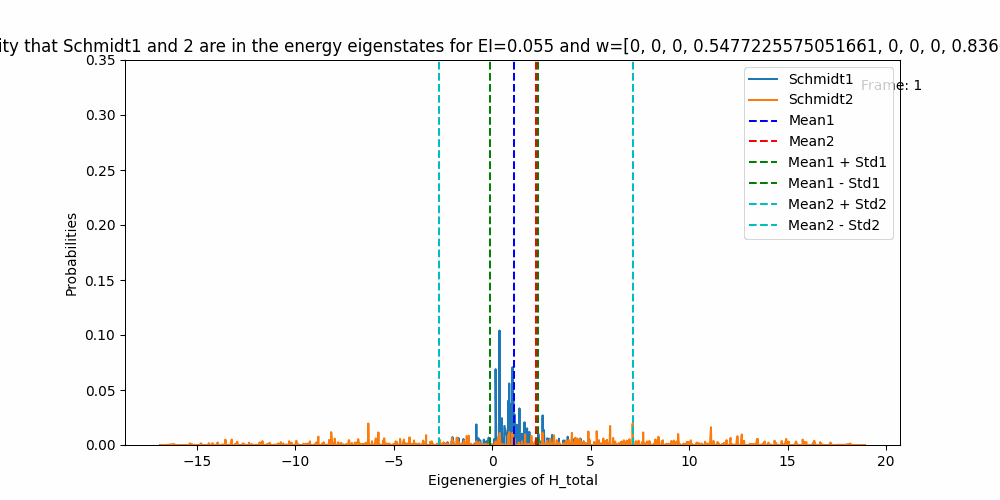 ity that Schmidt1 and 2 are in the energy eigenstates for EI=0.055 and w=[0, 0, 0, 0.5477225575051661, 0, 0, 0, 0.836
Frame: 1
Schmidt1
Schmidt2
Mean1
Mean2
Mean1 + Std1
Mean1 - Std1
Mean2 + Std2
Mean2 - Std2
Probabilities
0.35
0.30
0.25
0.20
0.15
0.10
0.05
0.00
−15
−10
−5
0
5
10
15
20
Eigenenergies of H_total